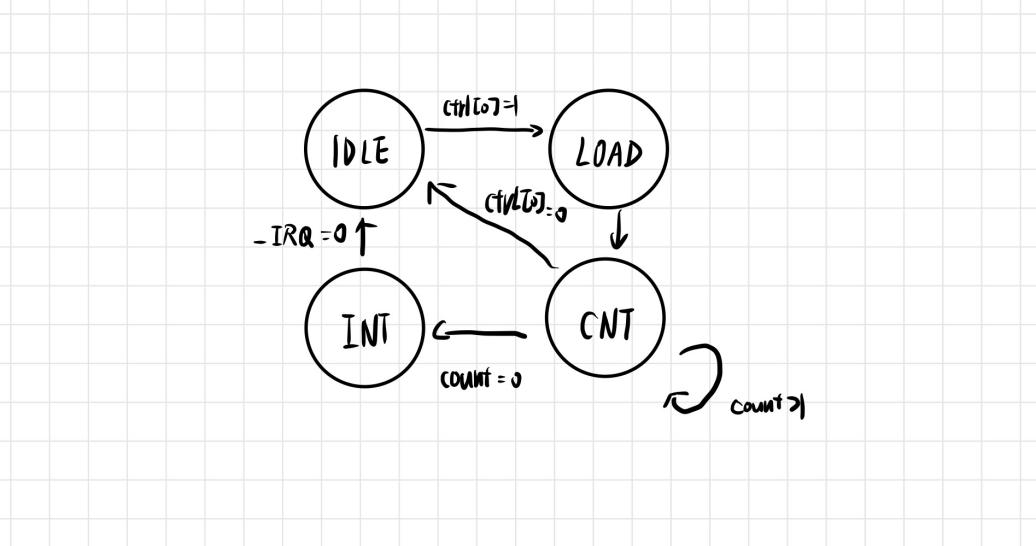 ctrl[0]=1
IDLE
LOAD
ctrl[0]=0
_IRQ=0
INT
CNT
count=0
count>1